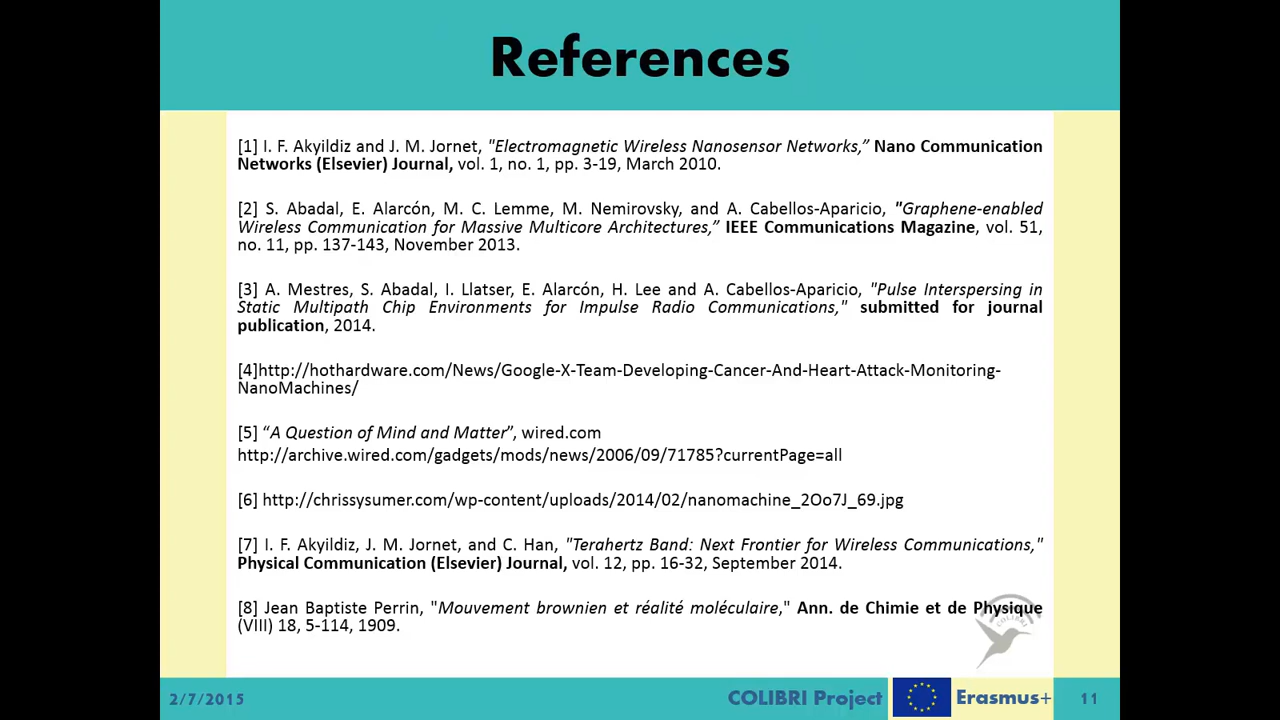 References
[1] I. F. Akyildiz and J. M. Jornet, "Electromagnetic Wireless Nanosensor Networks,” Nano Communication
Networks (Elsevier) Journal, vol. 1, no. 1, pp. 3-19, March 2010.
[2] S. Abadal, E. Alarcón, M. C. Lemme, M. Nemirovsky, and A. Cabellos-Aparicio, "Graphene-enabled
Wireless Communication for Massive Multicore Architectures,” IEEE Communications Magazine, vol. 51,
no. 11, pp. 137-143, November 2013.
[3] A. Mestres, S. Abadal, I. Llatser, E. Alarcón, H. Lee and A. Cabellos-Aparicio, "Pulse Interspersing in
Static Multipath Chip Environments for Impulse Radio Communications," submitted for journal
publication, 2014.
[4]http://hothardware.com/News/Google-X-Team-Developing-Cancer-And-Heart-Attack-Monitoring-
NanoMachines/
[5] “A Question of Mind and Matter”, wired.com
http://archive.wired.com/gadgets/mods/news/2006/09/71785?currentPage=all
[6] http://chrissysumer.com/wp-content/uploads/2014/02/nanomachine_2Oo7J_69.jpg
[7] I. F. Akyildiz, J. M. Jornet, and C. Han, "Terahertz Band: Next Frontier for Wireless Communications,"
Physical Communication (Elsevier) Journal, vol. 12, pp. 16-32, September 2014.
[8] Jean Baptiste Perrin, "Mouvement brownien et réalité moléculaire," Ann. de Chimie et de Physique
(VIII) 18, 5-114, 1909.
COLIBRI
2/7/2015
COLIBRI Project
Erasmus+
11